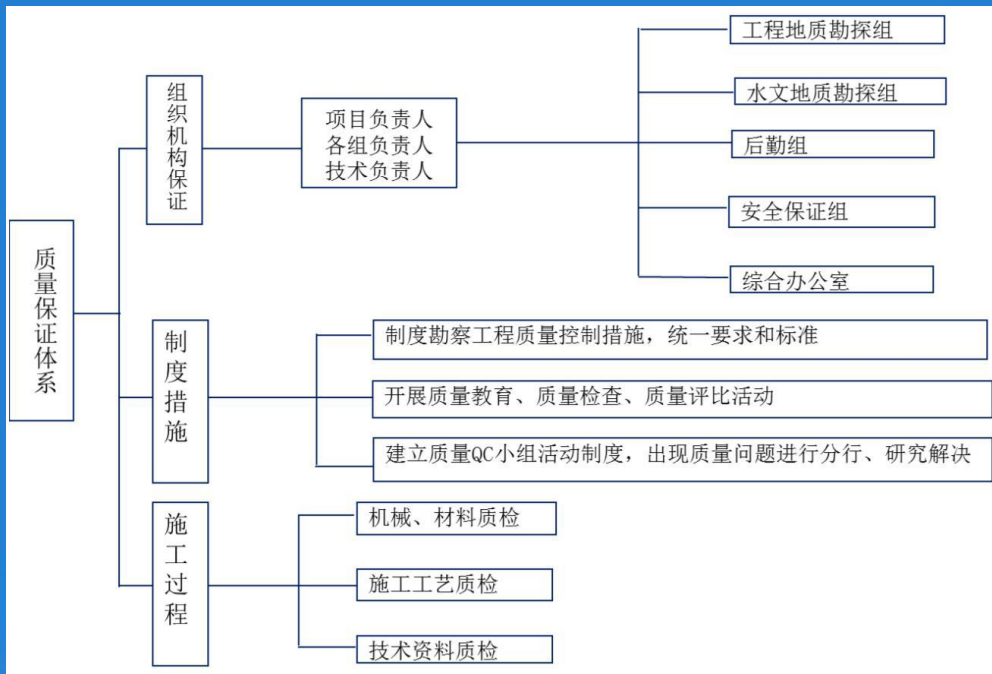 质量保证体系
组织机构保证
项目负责人
各组负责人
技术负责人
工程地质勘探组
水文地质勘探组
后勤组
安全保证组
综合办公室
制度措施
制度勘察工程质量控制措施，统一要求和标准
开展质量教育、质量检查、质量评比活动
建立质量QC小组活动制度，出现质量问题进行分行、研究解决
施工过程
机械、材料质检
施工工艺质检
技术资料质检